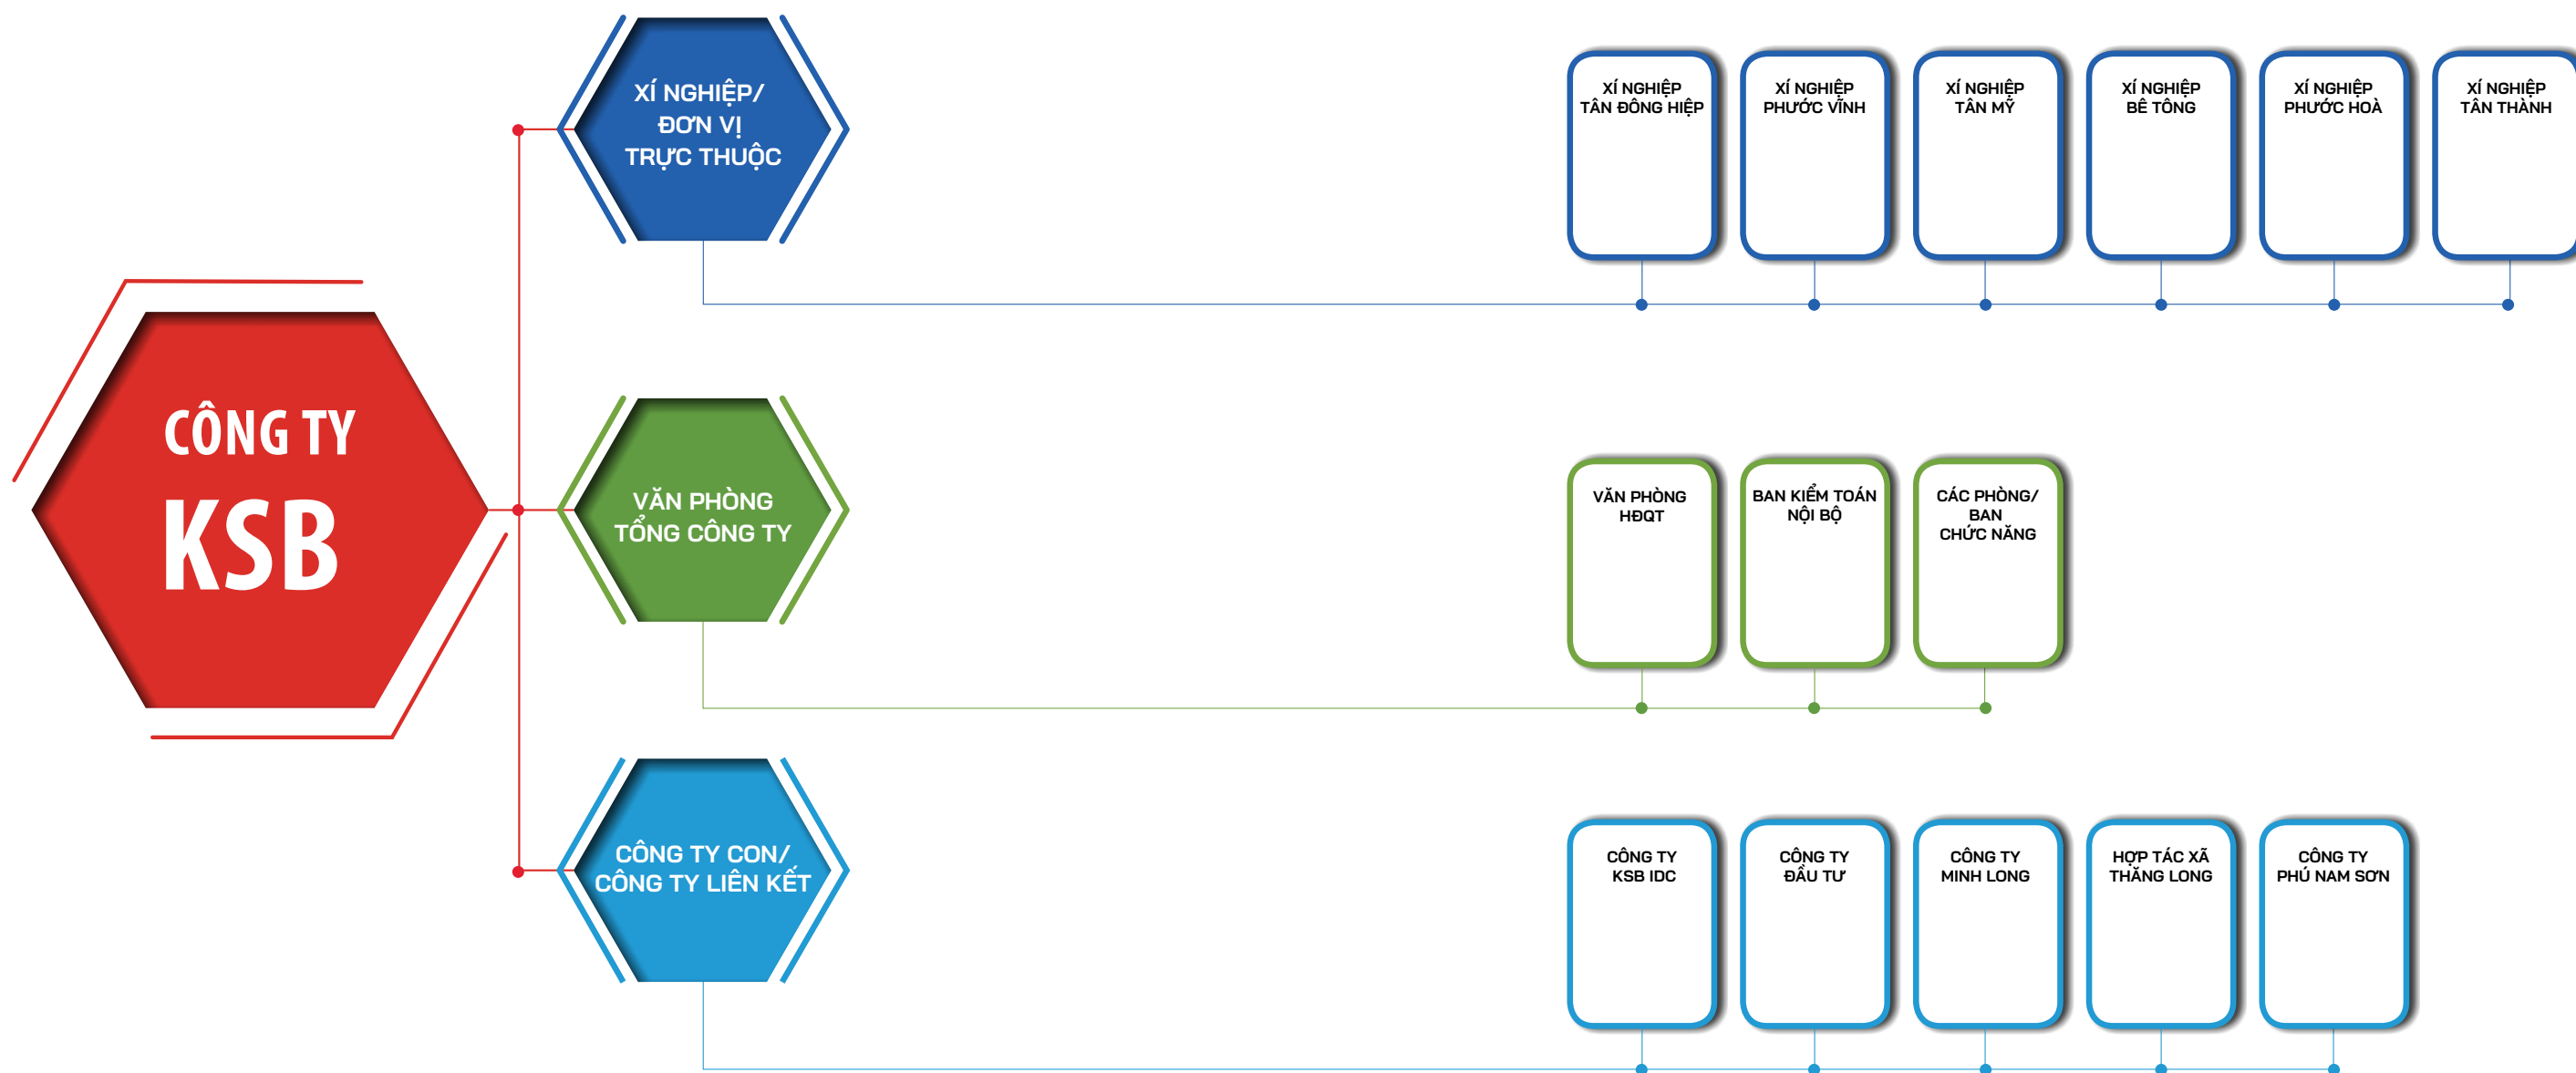 CÔNG TY
KSB
XÍ NGHIỆP/
ĐƠN VỊ
TRỰC THUỘC
XÍ NGHIỆP
TÂN ĐÔNG HIỆP
XÍ NGHIỆP
PHƯỚC VĨNH
XÍ NGHIỆP
TÂN MỸ
XÍ NGHIỆP
BÊ TÔNG
XÍ NGHIỆP
PHƯỚC HOÀ
XÍ NGHIỆP
TÂN THÀNH
VĂN PHÒNG
TỔNG CÔNG TY
VĂN PHÒNG
HĐQT
BAN KIỂM TOÁN
NỘI BỘ
CÁC PHÒNG/
BAN
CHỨC NĂNG
CÔNG TY CON/
CÔNG TY LIÊN KẾT
CÔNG TY
KSB IDC
CÔNG TY
ĐẦU TƯ
CÔNG TY
MINH LONG
HỢP TÁC XÃ
THĂNG LONG
CÔNG TY
PHÚ NAM SƠN